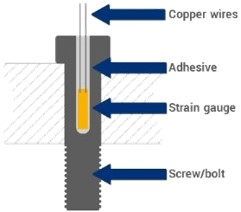 Copper wires
Adhesive
Strain gauge
Screw/bolt